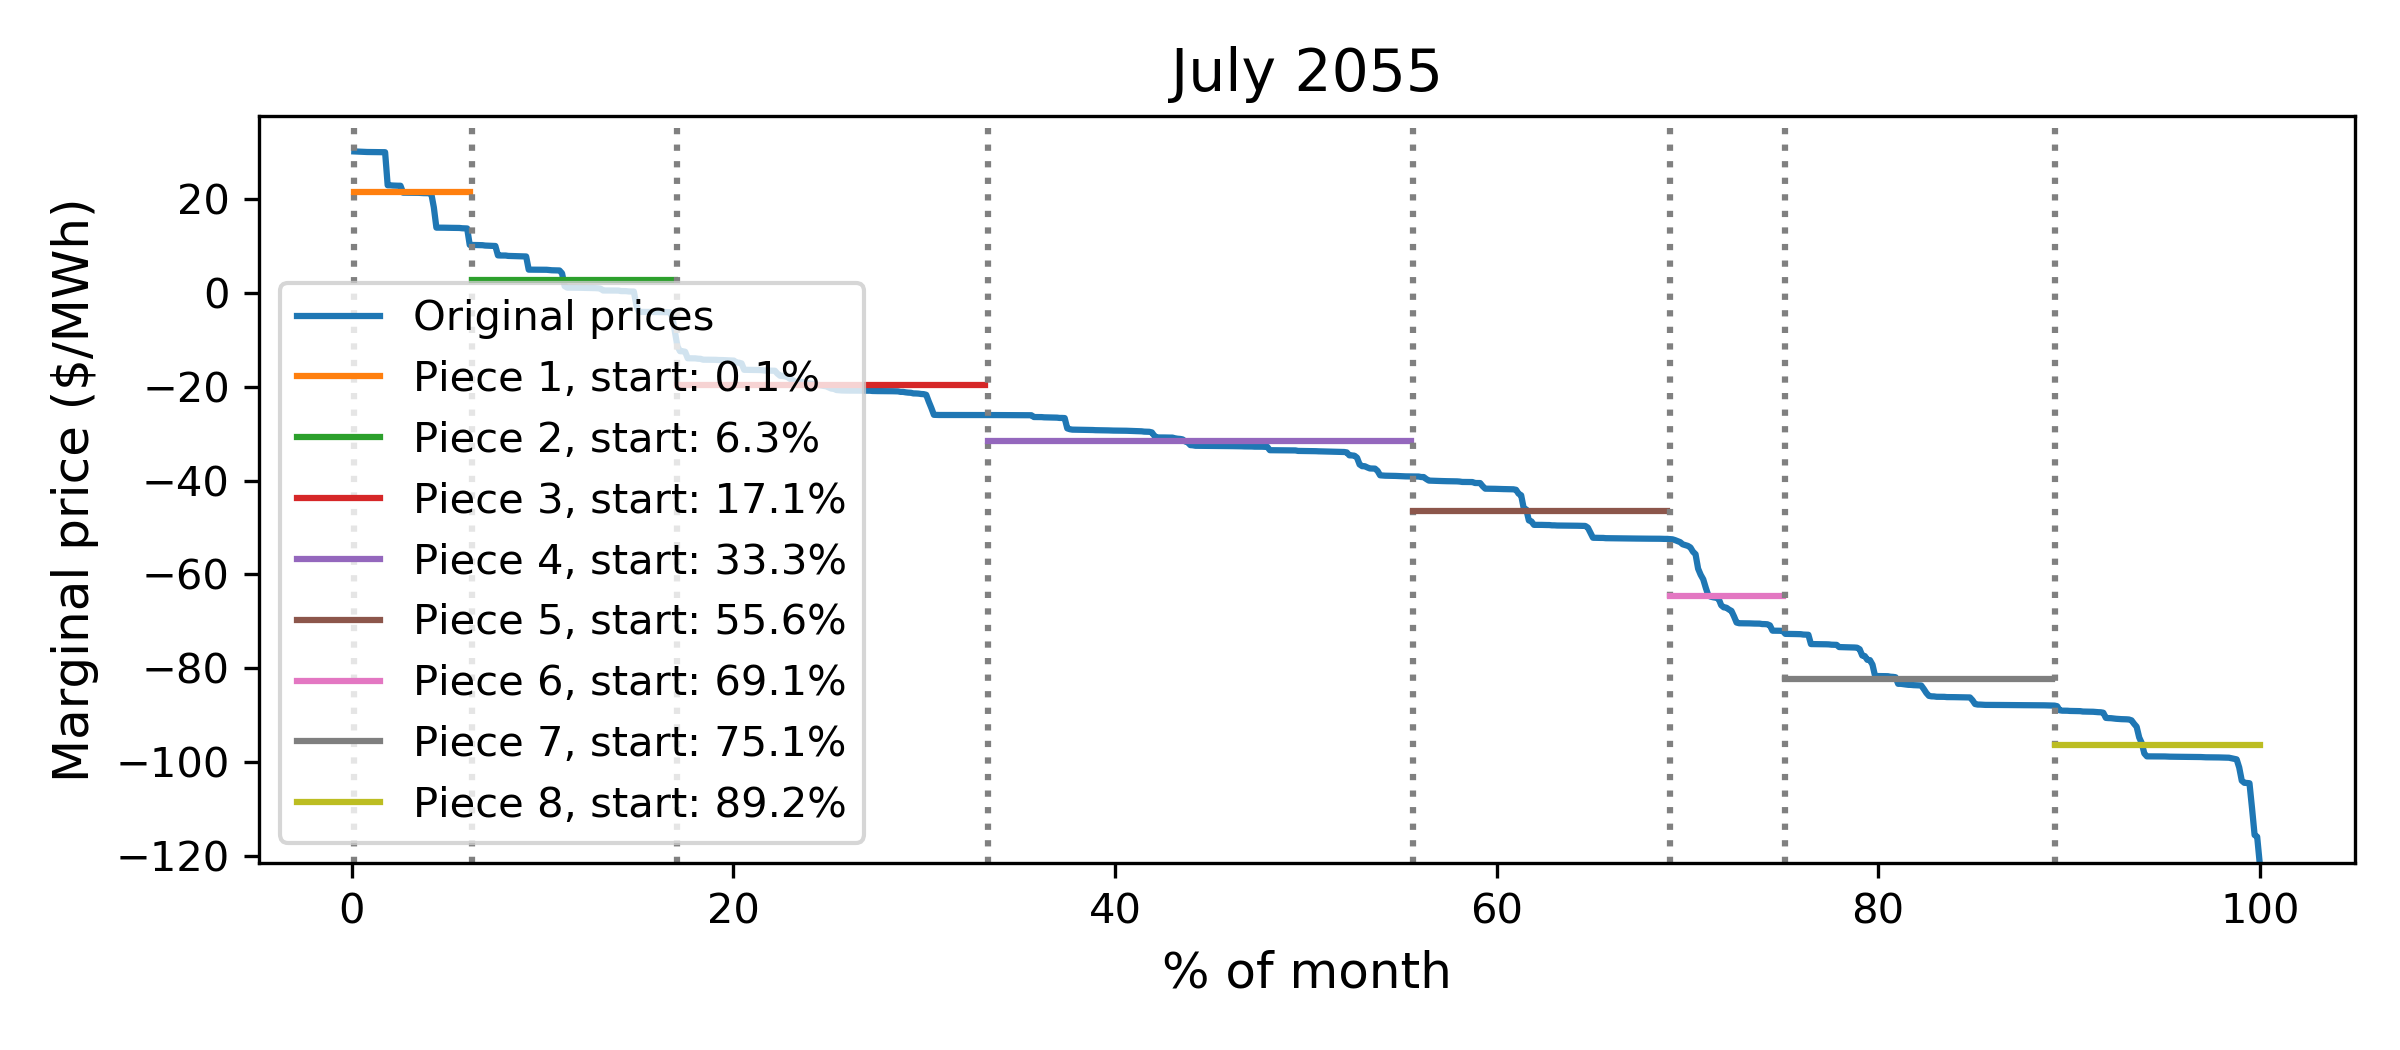 July 2055
Marginal price ($/MWh)
20
0
−20
−40
−60
−80
−100
−120
Original prices
Piece 1, start: 0.1%
Piece 2, start: 6.3%
Piece 3, start: 17.1%
Piece 4, start: 33.3%
Piece 5, start: 55.6%
Piece 6, start: 69.1%
Piece 7, start: 75.1%
Piece 8, start: 89.2%
0 20 40 60 80 100
% of month